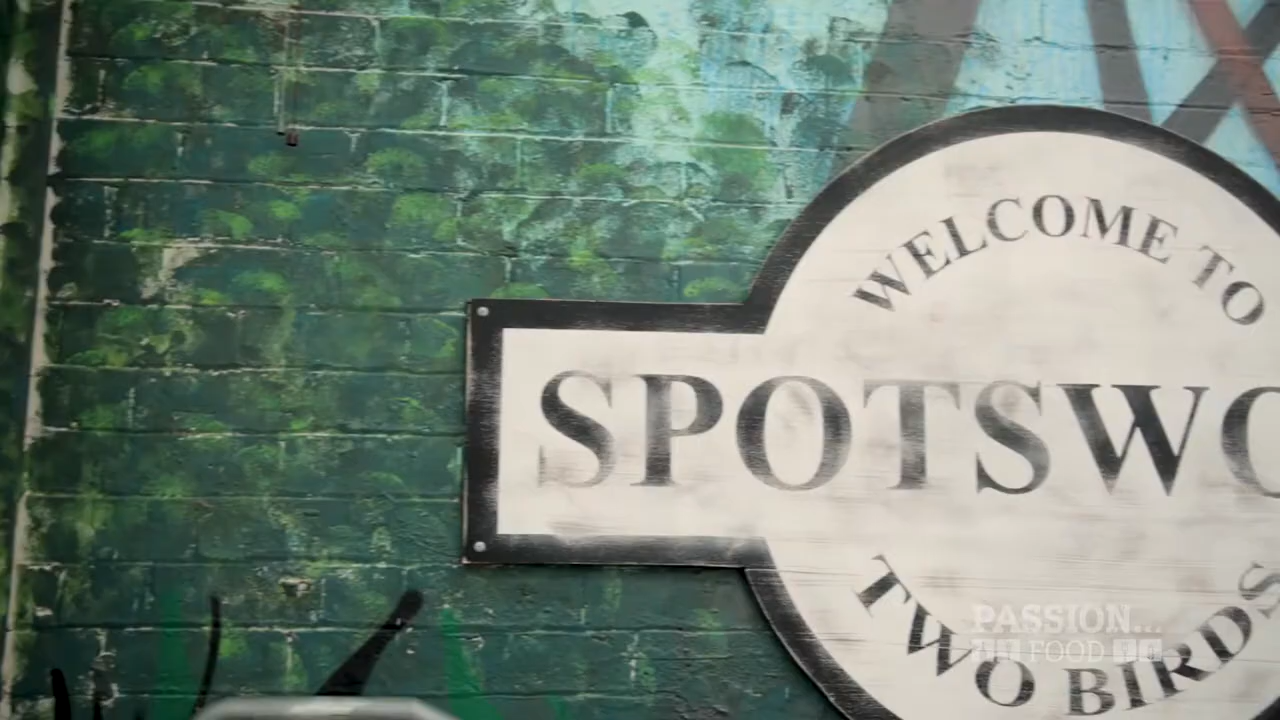 WELCOME TO
SPOTSWO
TWO BIRDS
PASSION...
FOOD